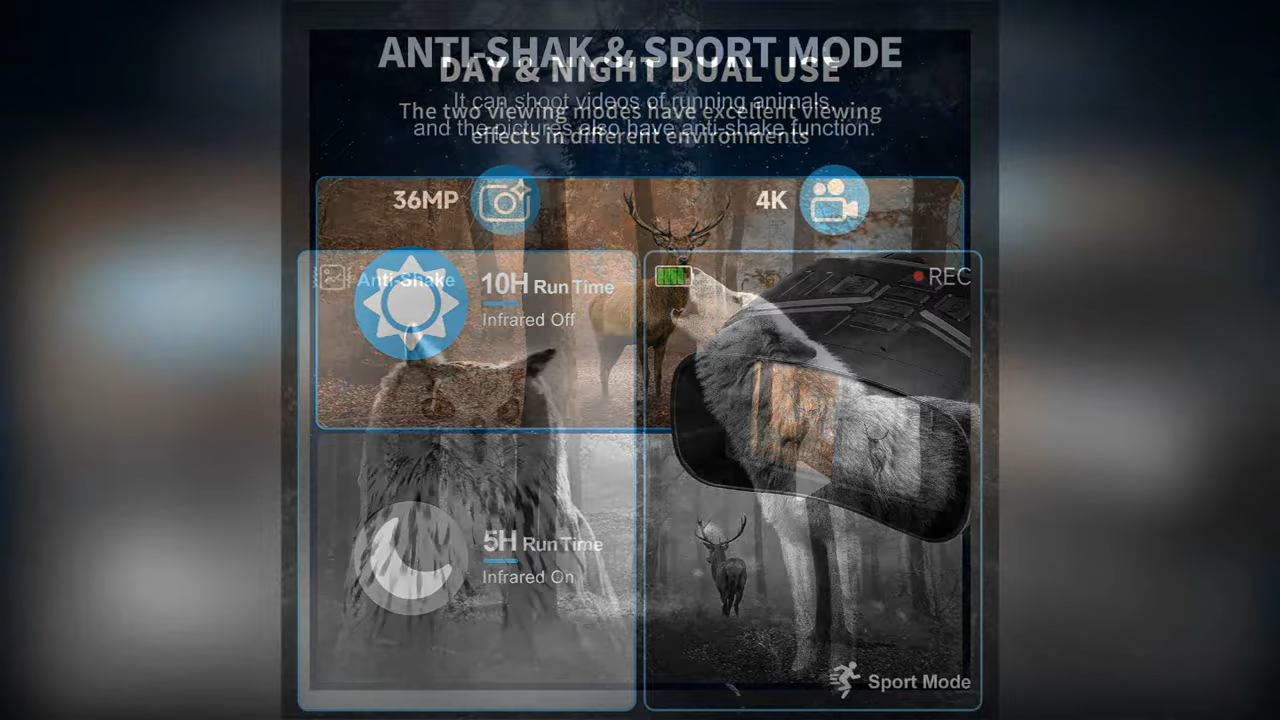 ANTI-SHAK & SPORT MODE
DAY & NIGHT DUAL USE
It can shoot videos of running animals,
The two viewing modes have excellent viewing
and the pictures also have anti-shake function.
effects in different environments
36MP
4K
Anti-Shake
10H Run Time
Infrared Off
REC
5H Run Time
Infrared On
Sport Mode